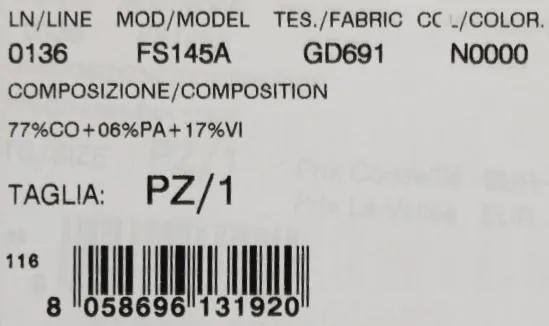 LN/LINE MOD/MODEL TES./FABRIC COL/COLOR.
0136 FS145A GD691 N0000
COMPOSIZIONE/COMPOSITION
77%CO+06%PA+17%VI
TAGLIA: PZ/1
116
8 058696 131920